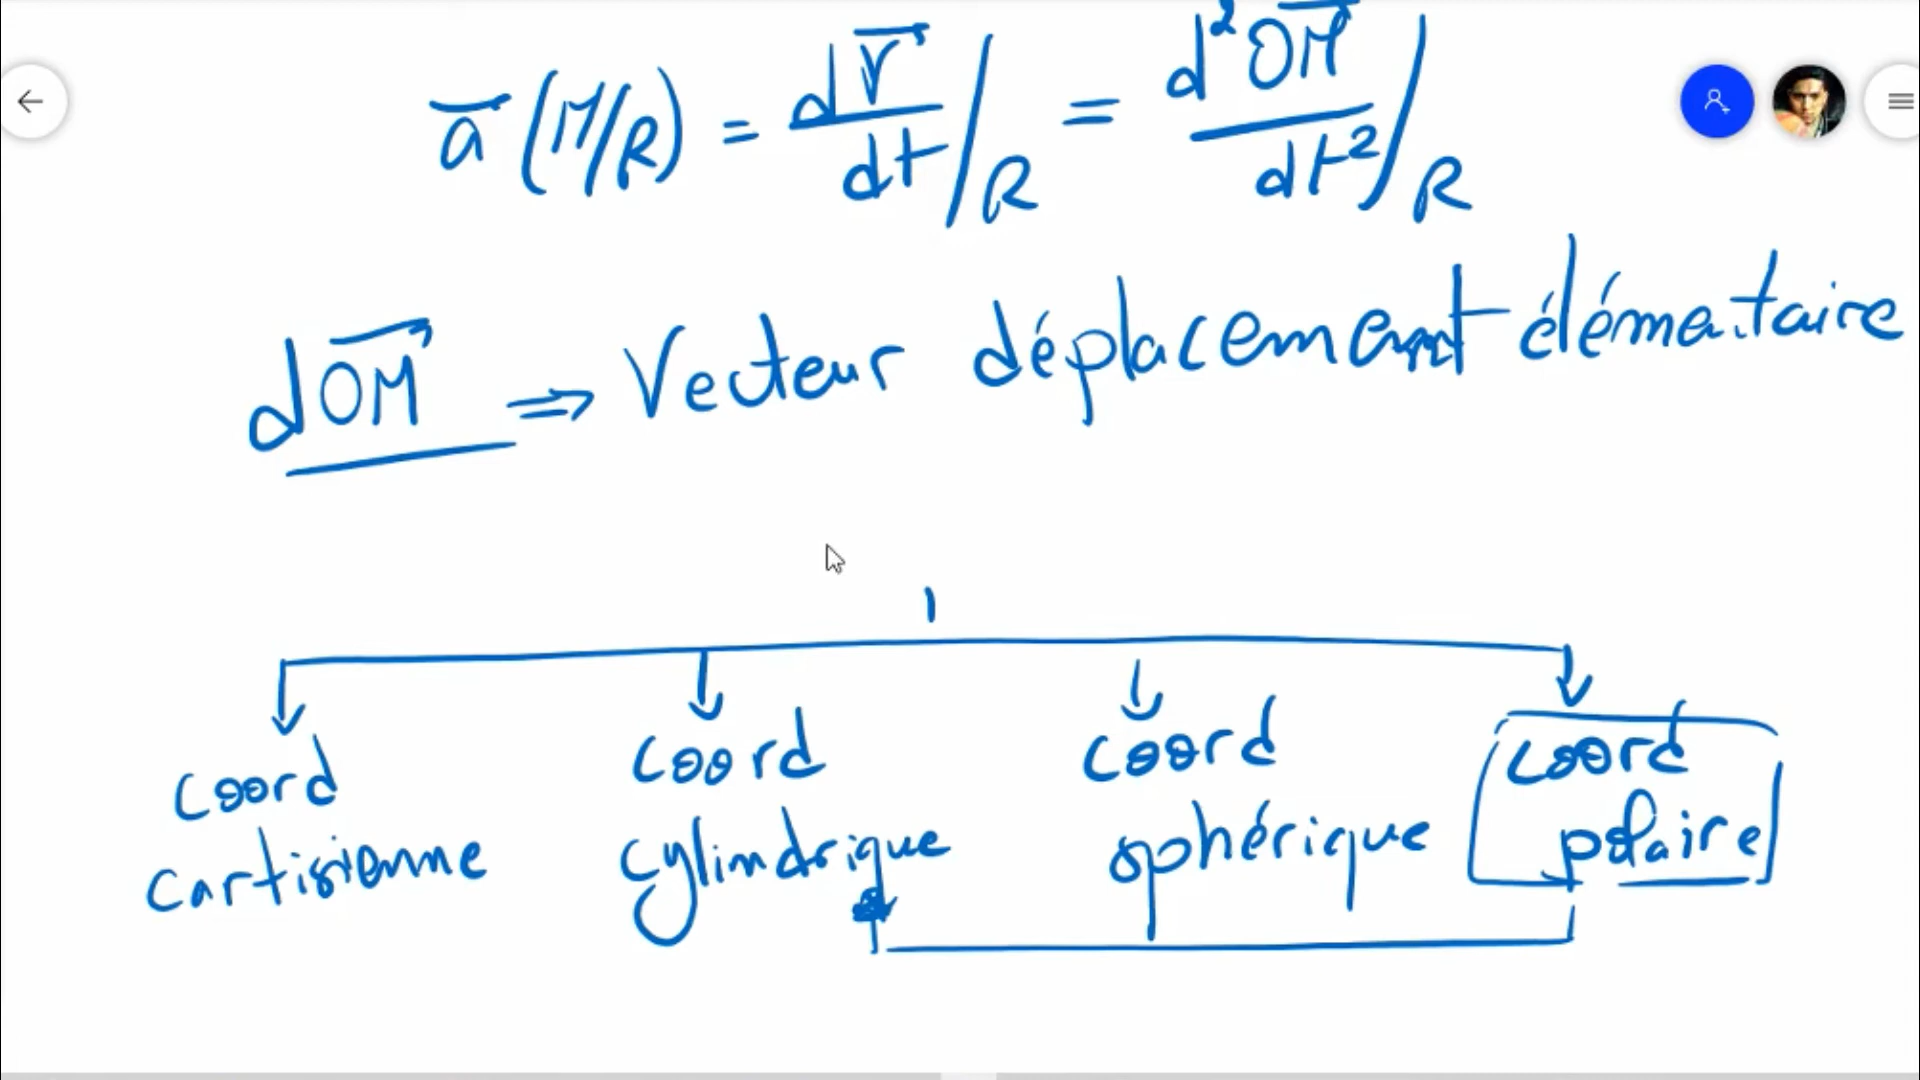 a⃗ (M/R) = dV⃗/dt /R = d²OM⃗/dt² /R
dOM⃗ ⇒ Vecteur déplacement élémentaire
coord coord coord coord
cartisienne cylindrique sphérique polaire